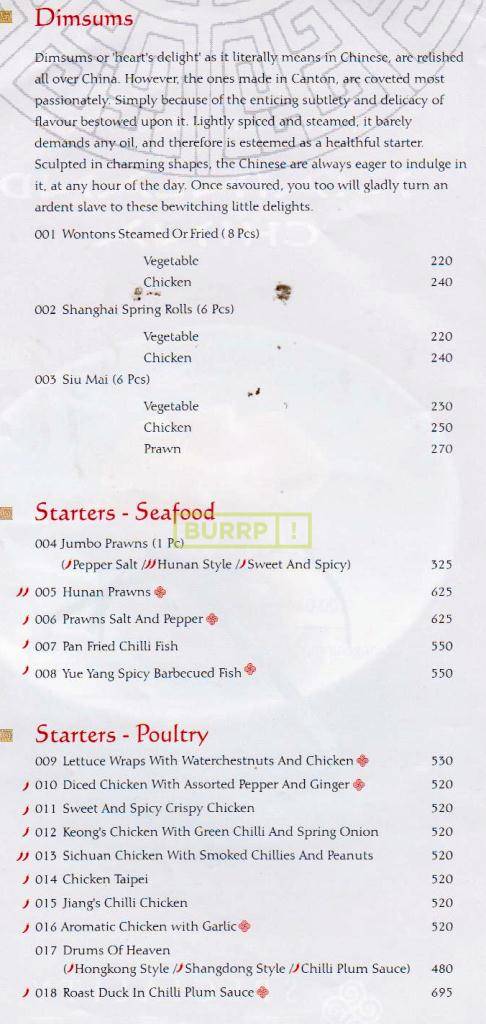 Dimsums
Dimsums or 'heart's delight' as it literally means in Chinese, are relished
all over China. However, the ones made in Canton, are coveted most
passionately. Simply because of the enticing subtlety and delicacy of
flavour bestowed upon it. Lightly spiced and steamed, it barely
demands any oil, and therefore is esteemed as a healthful starter.
Sculpted in charming shapes, the Chinese are always eager to indulge in
it, at any hour of the day. Once savoured, you too will gladly turn an
ardent slave to these bewitching little delights.
001 Wontons Steamed Or Fried ( 8 Pcs)
Vegetable 220
Chicken 240
002 Shanghai Spring Rolls (6 Pcs)
Vegetable 220
Chicken 240
003 Siu Mai (6 Pcs)
Vegetable 230
Chicken 250
Prawn 270
Starters - Seafood
BURRP !
004 Jumbo Prawns (1 Pc)
(Pepper Salt / Hunan Style / Sweet And Spicy) 325
005 Hunan Prawns 625
006 Prawns Salt And Pepper 625
007 Pan Fried Chilli Fish 550
008 Yue Yang Spicy Barbecued Fish 550
Starters - Poultry
009 Lettuce Wraps With Waterchestnuts And Chicken 530
010 Diced Chicken With Assorted Pepper And Ginger 520
011 Sweet And Spicy Crispy Chicken 520
012 Keong's Chicken With Green Chilli And Spring Onion 520
013 Sichuan Chicken With Smoked Chillies And Peanuts 520
014 Chicken Taipei 520
015 Jiang's Chilli Chicken 520
016 Aromatic Chicken with Garlic 520
017 Drums Of Heaven
(Hongkong Style / Shangdong Style / Chilli Plum Sauce) 480
018 Roast Duck In Chilli Plum Sauce 695